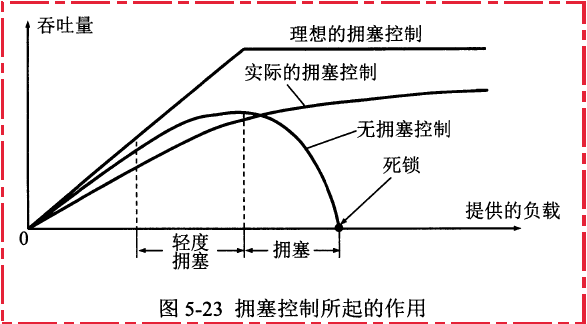 吞吐量
理想的拥塞控制
实际的拥塞控制
无拥塞控制
死锁
提供的负载
0
轻度
拥塞
拥塞
图 5-23 拥塞控制所起的作用